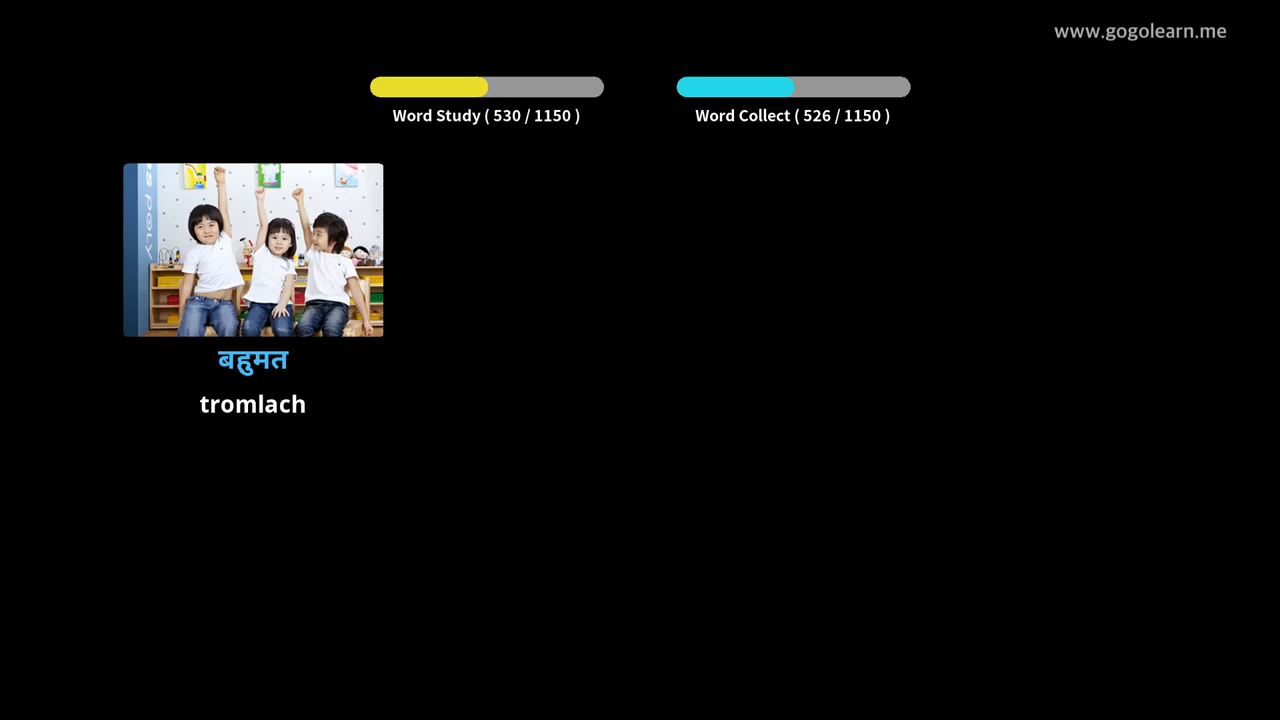 www.gogolearn.me
Word Study ( 530 / 1150 )
Word Collect ( 526 / 1150 )
बहुमत
tromlach